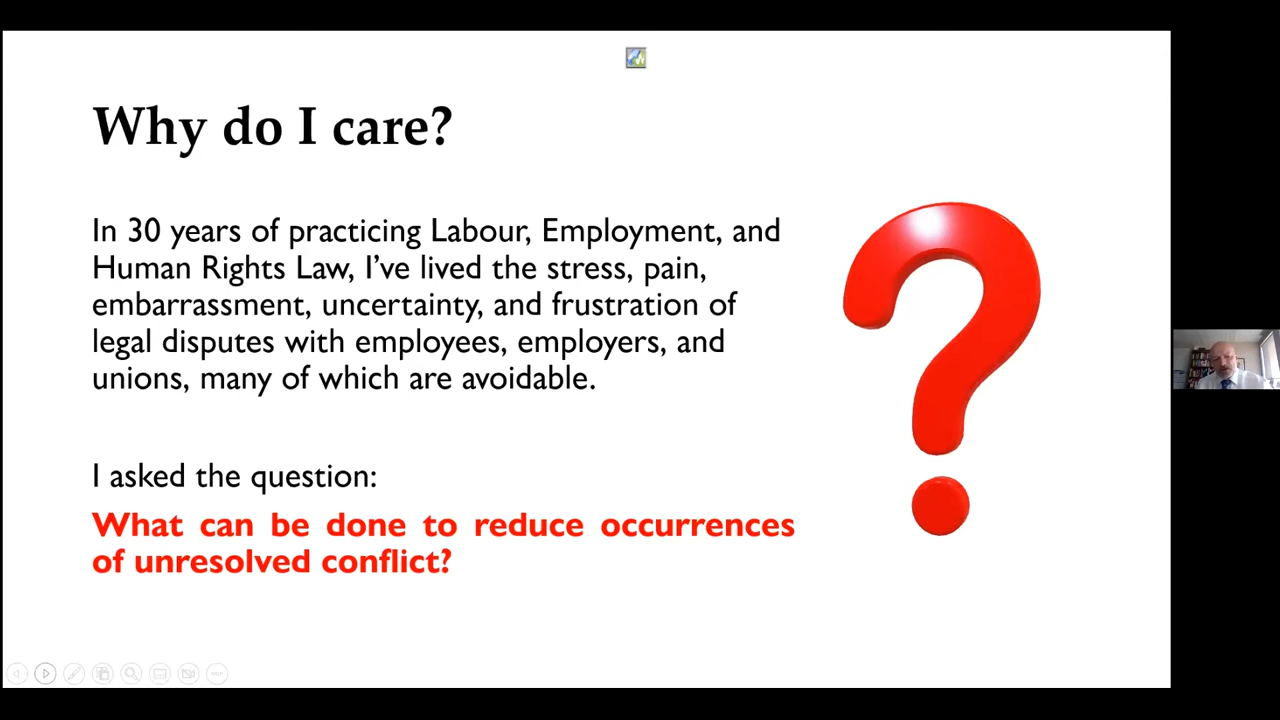 Why do I care?
In 30 years of practicing Labour, Employment, and
Human Rights Law, I've lived the stress, pain,
embarrassment, uncertainty, and frustration of
legal disputes with employees, employers, and
unions, many of which are avoidable.
I asked the question:
What can be done to reduce occurrences
of unresolved conflict?